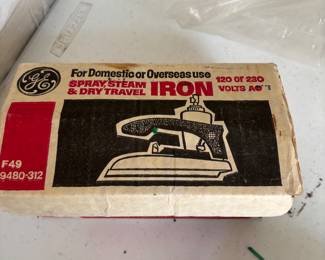 GE
For Domestic or Overseas use
SPRAY, STEAM
& DRY TRAVEL IRON
120 or 230
VOLTS AC
F49
9480-312